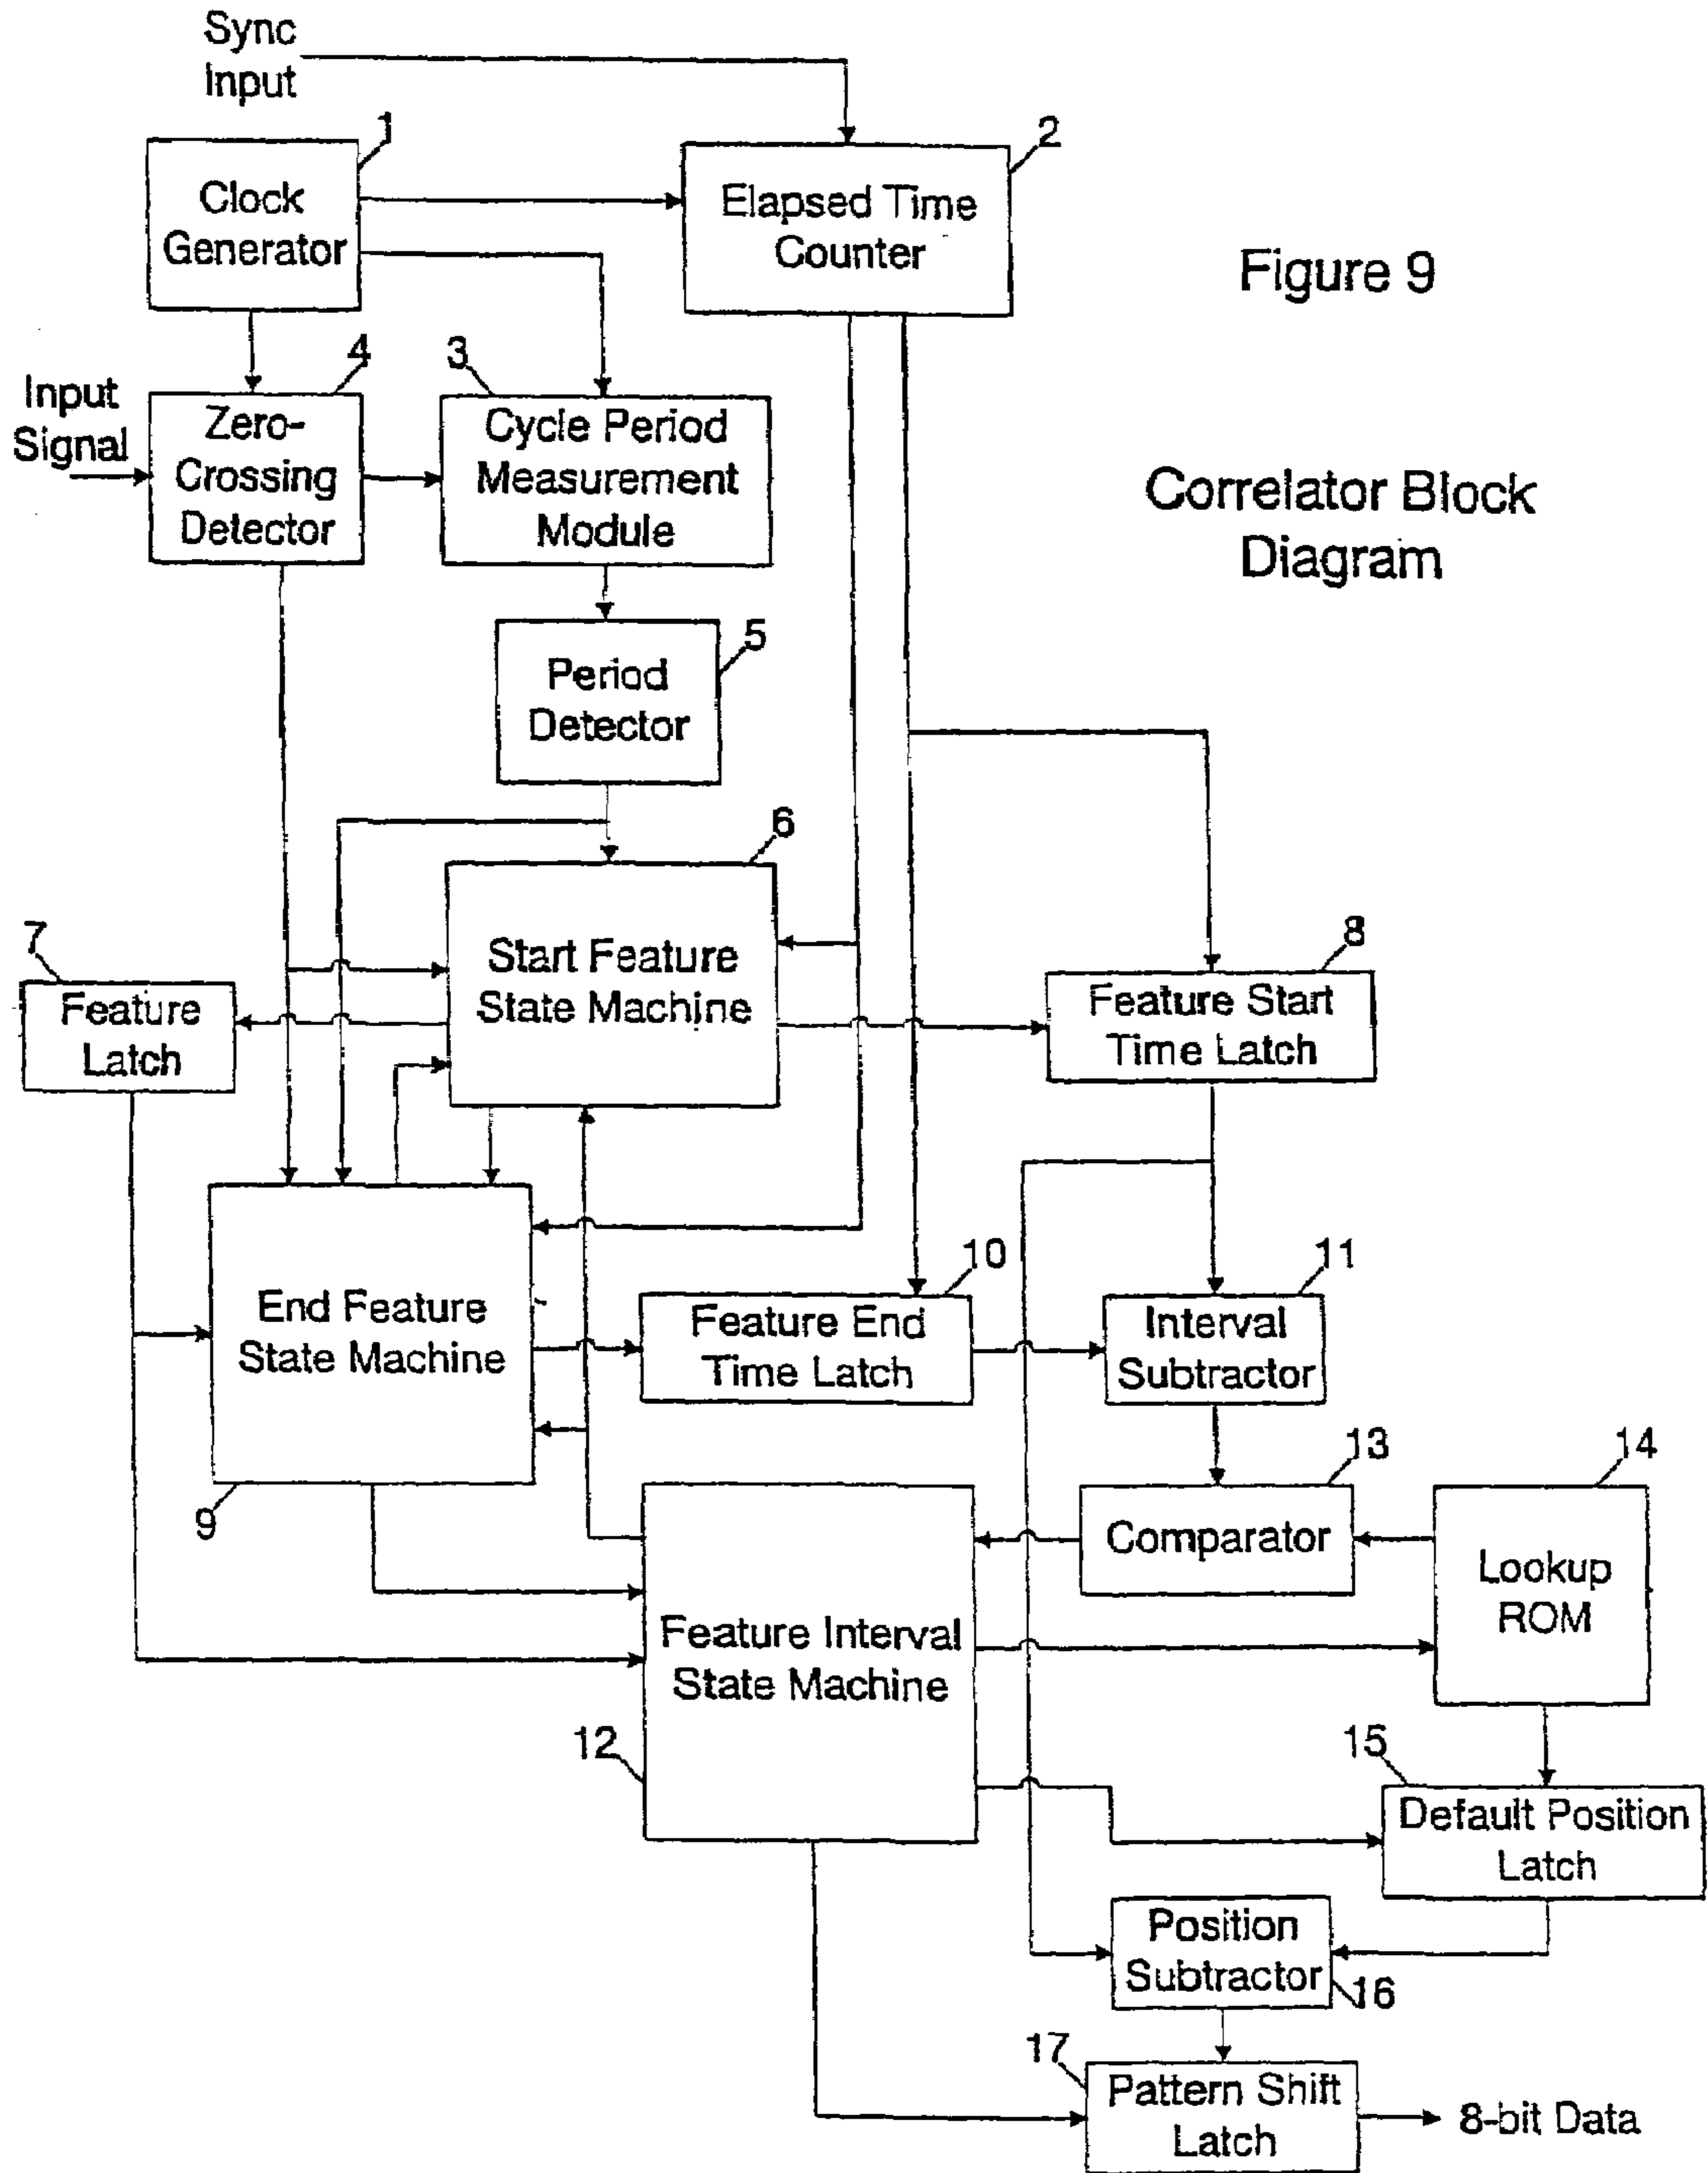 Sync
Input
1
Clock
Generator
2
Elapsed Time
Counter
Figure 9
Input
Signal
4
Zero-
Crossing
Detector
3
Cycle Period
Measurement
Module
Correlator Block
Diagram
5
Period
Detector
6
Start Feature
State Machine
7
Feature
Latch
8
Feature Start
Time Latch
End Feature
State Machine
9
10
Feature End
Time Latch
11
Interval
Subtractor
13
Comparator
14
Lookup
ROM
Feature Interval
State Machine
12
15
Default Position
Latch
Position
Subtractor
16
17
Pattern Shift
Latch
8-bit Data